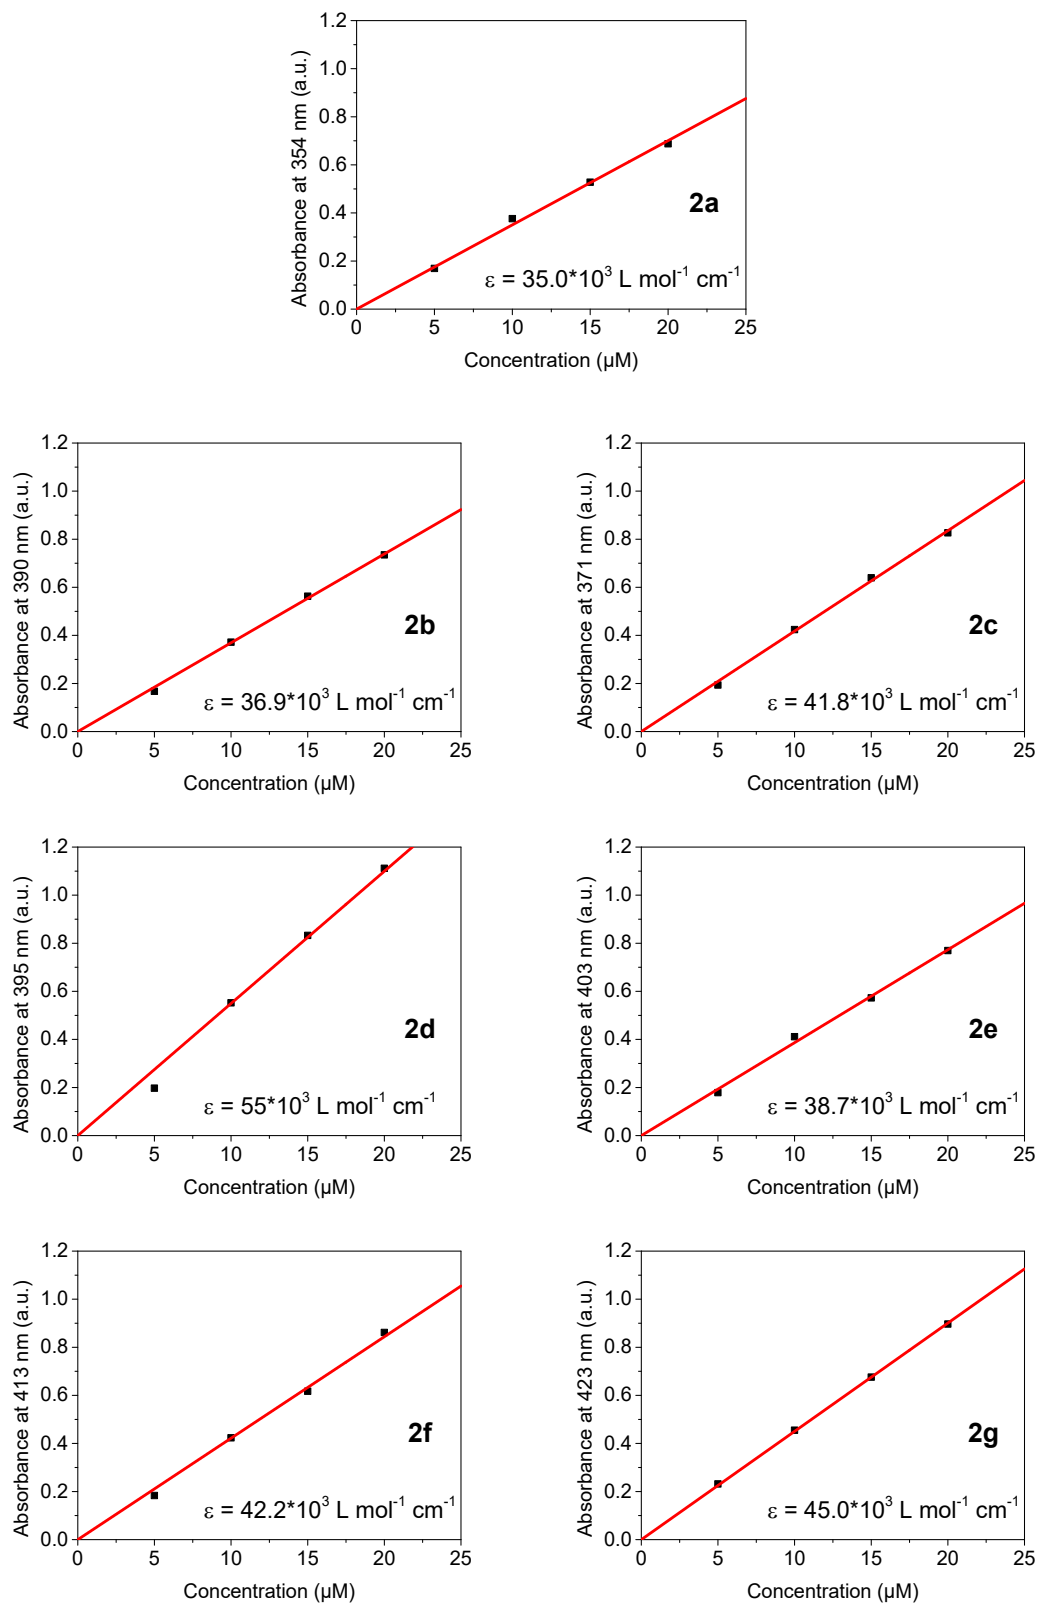 1.2
1.0
0.8
0.6
0.4
0.2
0.0
Absorbance at 354 nm (a.u.)
2a
ε = 35.0*10³ L mol⁻¹ cm⁻¹
0 5 10 15 20 25
Concentration (µM)
1.2
1.0
0.8
0.6
0.4
0.2
0.0
Absorbance at 390 nm (a.u.)
2b
ε = 36.9*10³ L mol⁻¹ cm⁻¹
0 5 10 15 20 25
Concentration (µM)
1.2
1.0
0.8
0.6
0.4
0.2
0.0
Absorbance at 371 nm (a.u.)
2c
ε = 41.8*10³ L mol⁻¹ cm⁻¹
0 5 10 15 20 25
Concentration (µM)
1.2
1.0
0.8
0.6
0.4
0.2
0.0
Absorbance at 395 nm (a.u.)
2d
ε = 55*10³ L mol⁻¹ cm⁻¹
0 5 10 15 20 25
Concentration (µM)
1.2
1.0
0.8
0.6
0.4
0.2
0.0
Absorbance at 403 nm (a.u.)
2e
ε = 38.7*10³ L mol⁻¹ cm⁻¹
0 5 10 15 20 25
Concentration (µM)
1.2
1.0
0.8
0.6
0.4
0.2
0.0
Absorbance at 413 nm (a.u.)
2f
ε = 42.2*10³ L mol⁻¹ cm⁻¹
0 5 10 15 20 25
Concentration (µM)
1.2
1.0
0.8
0.6
0.4
0.2
0.0
Absorbance at 423 nm (a.u.)
2g
ε = 45.0*10³ L mol⁻¹ cm⁻¹
0 5 10 15 20 25
Concentration (µM)